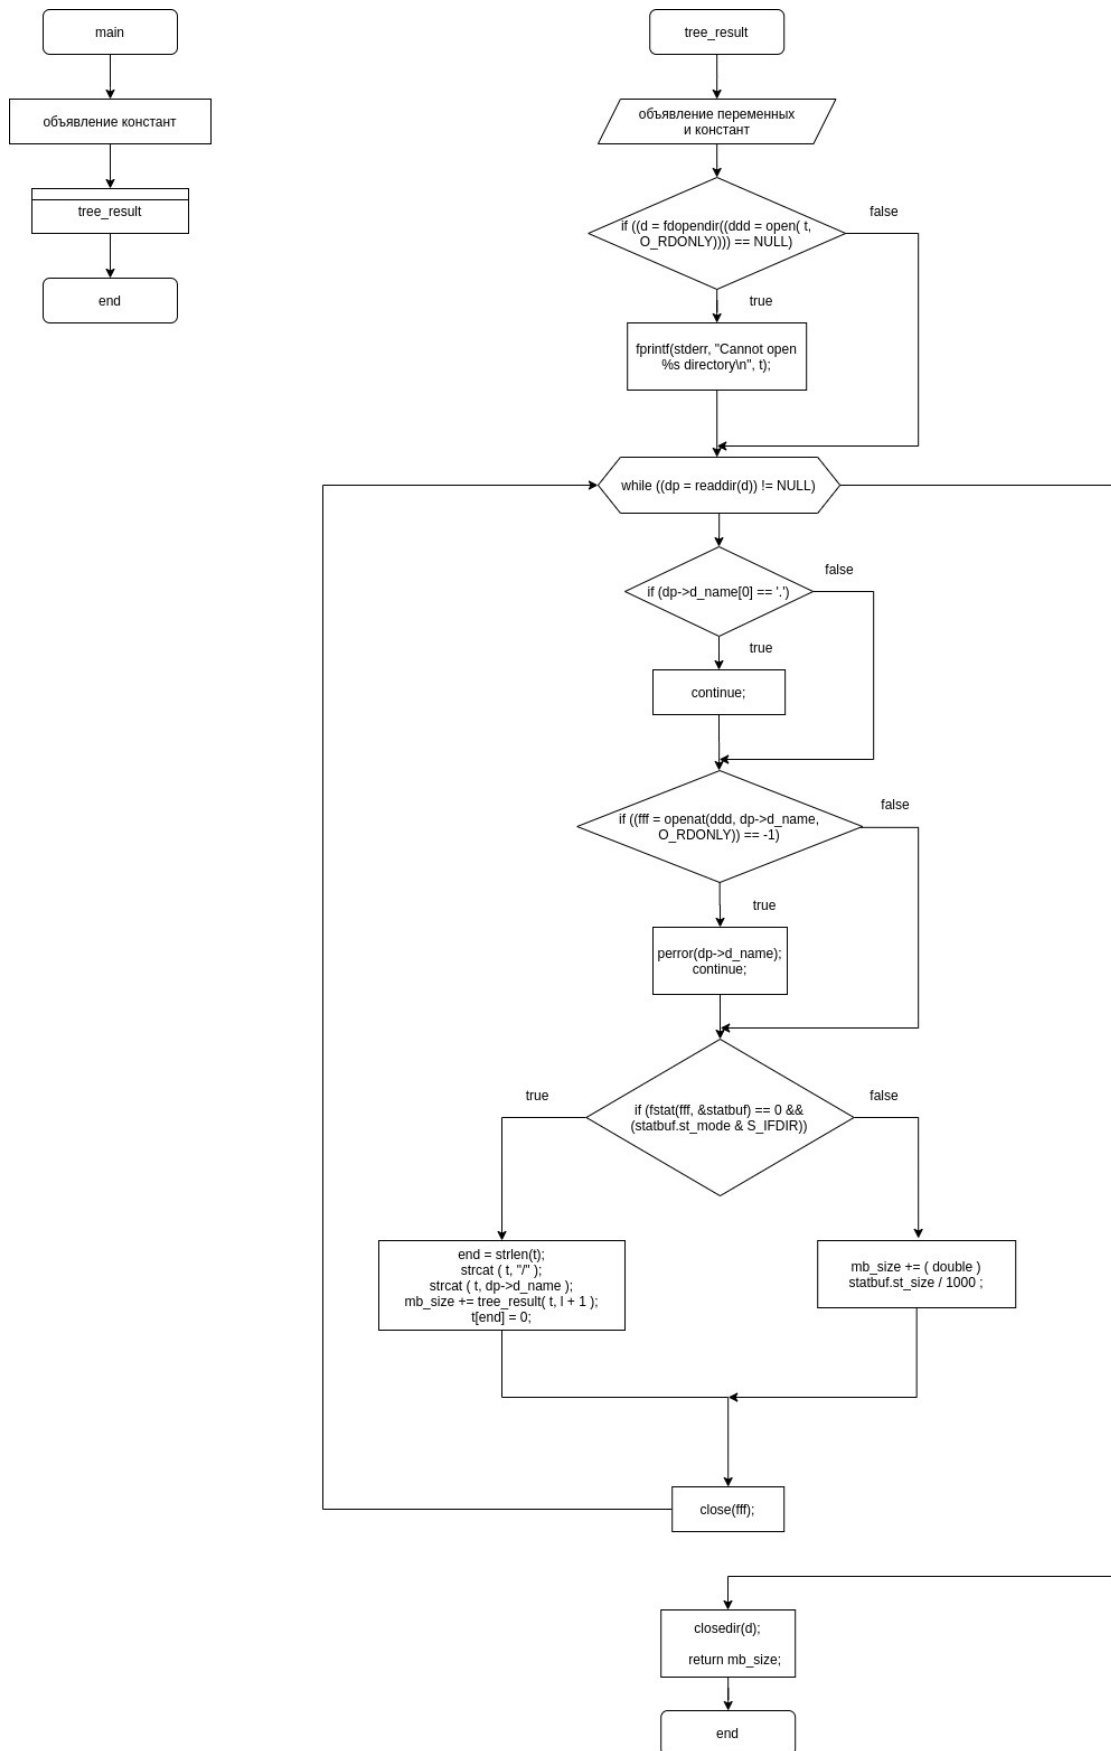 main
объявление констант
tree_result
end
tree_result
объявление переменных
и констант
if ((d = fdopendir((ddd = open( t,
O_RDONLY)))) == NULL)
false
true
fprintf(stderr, "Cannot open
%s directory\n", t);
while ((dp = readdir(d)) != NULL)
false
if (dp->d_name[0] == '.')
true
continue;
false
if ((fff = openat(ddd, dp->d_name,
O_RDONLY)) == -1)
true
perror(dp->d_name);
continue;
true
false
if (fstat(fff, &statbuf) == 0 &&
(statbuf.st_mode & S_IFDIR))
end = strlen(t);
strcat ( t, "/" );
strcat ( t, dp->d_name );
mb_size += tree_result( t, l + 1 );
t[end] = 0;
mb_size += ( double )
statbuf.st_size / 1000 ;
close(fff);
closedir(d);
return mb_size;
end